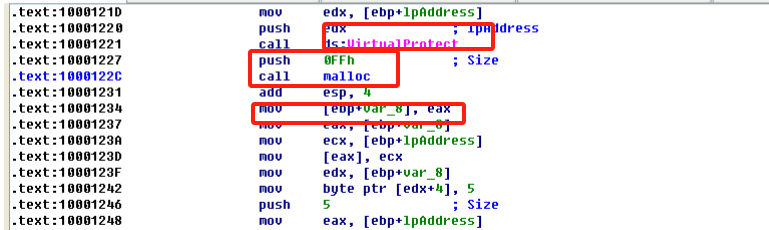 .text:1000121D mov edx, [ebp+lpAddress]
.text:10001220 push edx ; lpAddress
.text:10001221 call ds:VirtualProtect
.text:10001227 push 0FFh ; Size
.text:1000122C call malloc
.text:10001231 add esp, 4
.text:10001234 mov [ebp+var_8], eax
.text:10001237 mov eax, [ebp+var_8]
.text:1000123A mov ecx, [ebp+lpAddress]
.text:1000123D mov [eax], ecx
.text:1000123F mov edx, [ebp+var_8]
.text:10001242 mov byte ptr [edx+4], 5
.text:10001246 push 5 ; Size
.text:10001248 mov eax, [ebp+lpAddress]